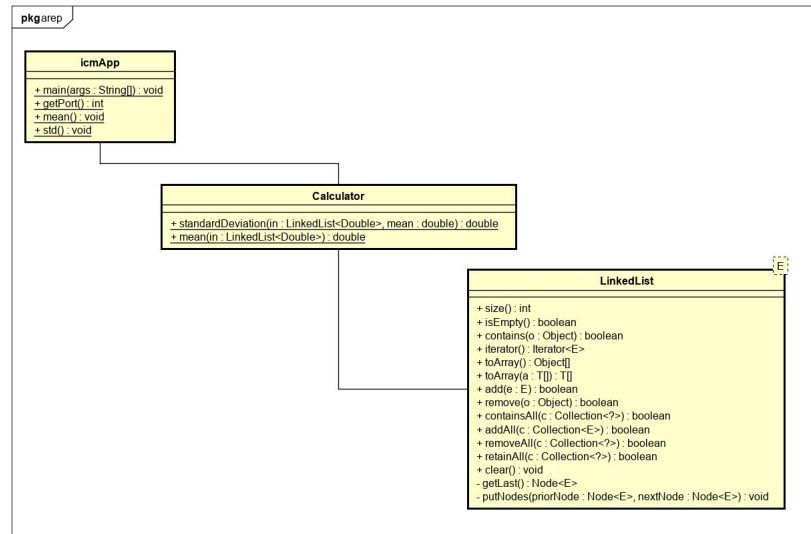 pkg arep
icmApp
+ main(args : String[]) : void
+ getPort() : int
+ mean() : void
+ std() : void
Calculator
+ standardDeviation(in : LinkedList<Double>, mean : double) : double
+ mean(in : LinkedList<Double>) : double
E
LinkedList
+ size() : int
+ isEmpty() : boolean
+ contains(o : Object) : boolean
+ iterator() : Iterator<E>
+ toArray() : Object[]
+ toArray(a : T[]) : T[]
+ add(e : E) : boolean
+ remove(o : Object) : boolean
+ containsAll(c : Collection<?>) : boolean
+ addAll(c : Collection<E>) : boolean
+ removeAll(c : Collection<?>) : boolean
+ retainAll(c : Collection<?>) : boolean
+ clear() : void
- getLast() : Node<E>
- putNodes(priorNode : Node<E>, nextNode : Node<E>) : void